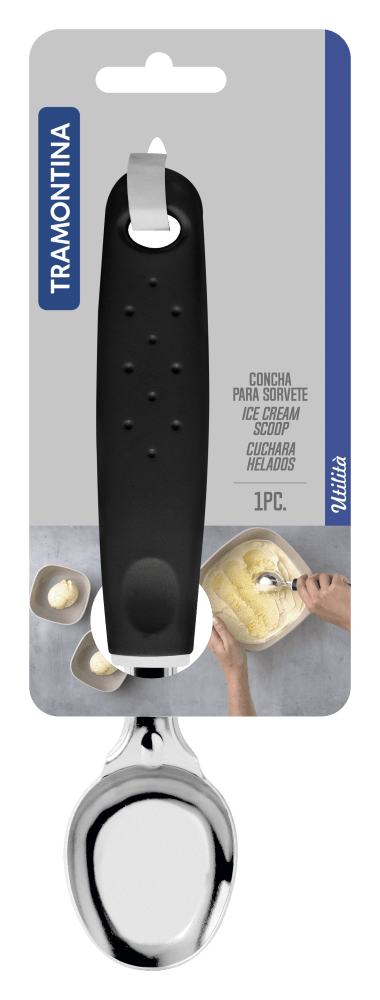 TRAMONTINA
CONCHA
PARA SORVETE
ICE CREAM
SCOOP
CUCHARA
HELADOS
1PC.
Utilità